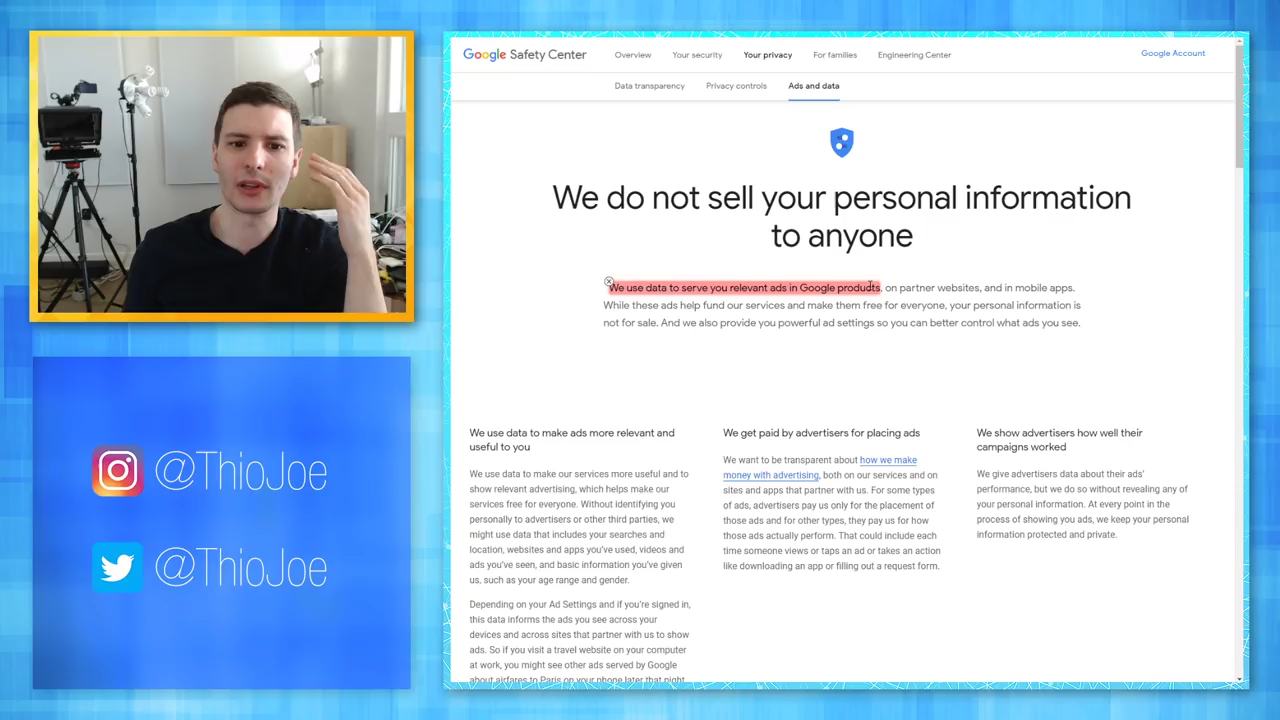 Google Safety Center
Overview
Your security
Your privacy
For families
Engineering Center
Google Account
Data transparency
Privacy controls
Ads and data
We do not sell your personal information
to anyone
We use data to serve you relevant ads in Google products, on partner websites, and in mobile apps.
While these ads help fund our services and make them free for everyone, your personal information is
not for sale. And we also provide you powerful ad settings so you can better control what ads you see.
We use data to make ads more relevant and
useful to you
We use data to make our services more useful and to
show relevant advertising, which helps make our
services free for everyone. Without identifying you
personally to advertisers or other third parties, we
might use data that includes your searches and
location, websites and apps you've used, videos and
ads you've seen, and basic information you've given
us, such as your age range and gender.
Depending on your Ad Settings and if you're signed in,
this data informs the ads you see across your
devices and across sites that partner with us to show
ads. So if you visit a travel website on your computer
at work, you might see other ads served by Google
about airfares to Paris on your phone later that night
We get paid by advertisers for placing ads
We want to be transparent about how we make
money with advertising, both on our services and on
sites and apps that partner with us. For some types
of ads, advertisers pay us only for the placement of
those ads and for other types, they pay us for how
those ads actually perform. That could include each
time someone views or taps an ad or takes an action
like downloading an app or filling out a request form.
We show advertisers how well their
campaigns worked
We give advertisers data about their ads'
performance, but we do so without revealing any of
your personal information. At every point in the
process of showing you ads, we keep your personal
information protected and private.
@ThioJoe
@ThioJoe